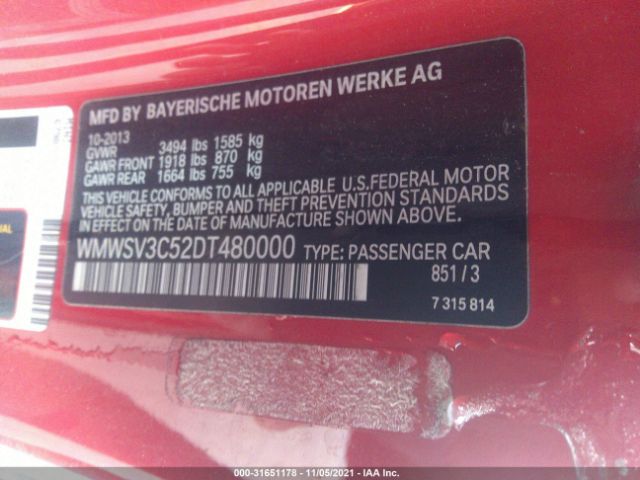 MFD BY BAYERISCHE MOTOREN WERKE AG
10-2013
GVWR 3494 lbs 1585 kg
GAWR FRONT 1918 lbs 870 kg
GAWR REAR 1664 lbs 755 kg
THIS VEHICLE CONFORMS TO ALL APPLICABLE U.S.FEDERAL MOTOR
VEHICLE SAFETY, BUMPER AND THEFT PREVENTION STANDARDS
IN EFFECT ON THE DATE OF MANUFACTURE SHOWN ABOVE.
WMWSV3C52DT480000 TYPE: PASSENGER CAR
851 / 3
7 315 814
000-31651178 - 11/05/2021 - IAA Inc.